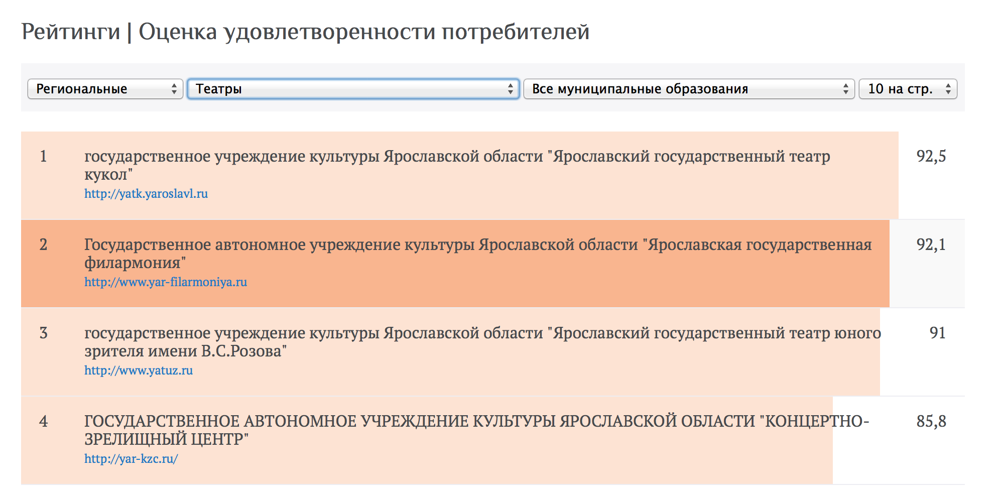 Рейтинги | Оценка удовлетворенности потребителей
Региональные Театры Все муниципальные образования 10 на стр.
1 государственное учреждение культуры Ярославской области "Ярославский государственный театр 92,5
кукол"
http://yatk.yaroslavl.ru
2 Государственное автономное учреждение культуры Ярославской области "Ярославская государственная 92,1
филармония"
http://www.yar-filarmoniya.ru
3 государственное учреждение культуры Ярославской области "Ярославский государственный театр юного 91
зрителя имени В.С.Розова"
http://www.yatuz.ru
4 ГОСУДАРСТВЕННОЕ АВТОНОМНОЕ УЧРЕЖДЕНИЕ КУЛЬТУРЫ ЯРОСЛАВСКОЙ ОБЛАСТИ "КОНЦЕРТНО- 85,8
ЗРЕЛИЩНЫЙ ЦЕНТР"
http://yar-kzc.ru/